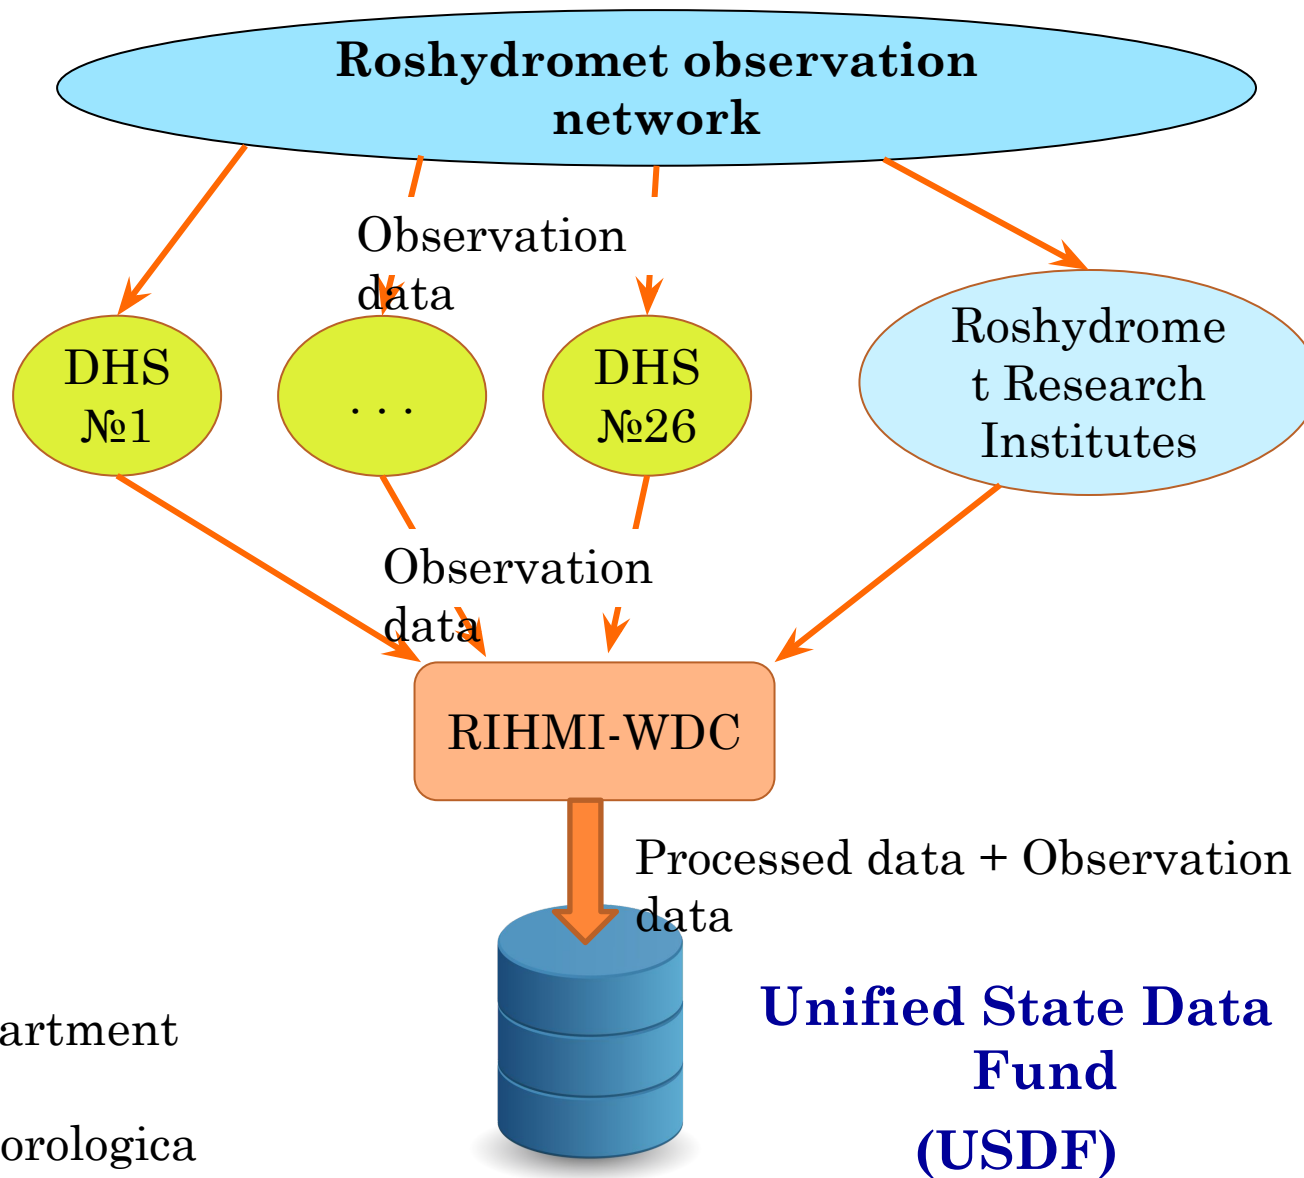 Roshydromet observation
network
Observation
data
DHS
№1
. . .
DHS
№26
Roshydrome
t Research
Institutes
Observation
data
RIHMI-WDC
Processed data + Observation
data
Unified State Data
Fund
(USDF)
artment
orologica